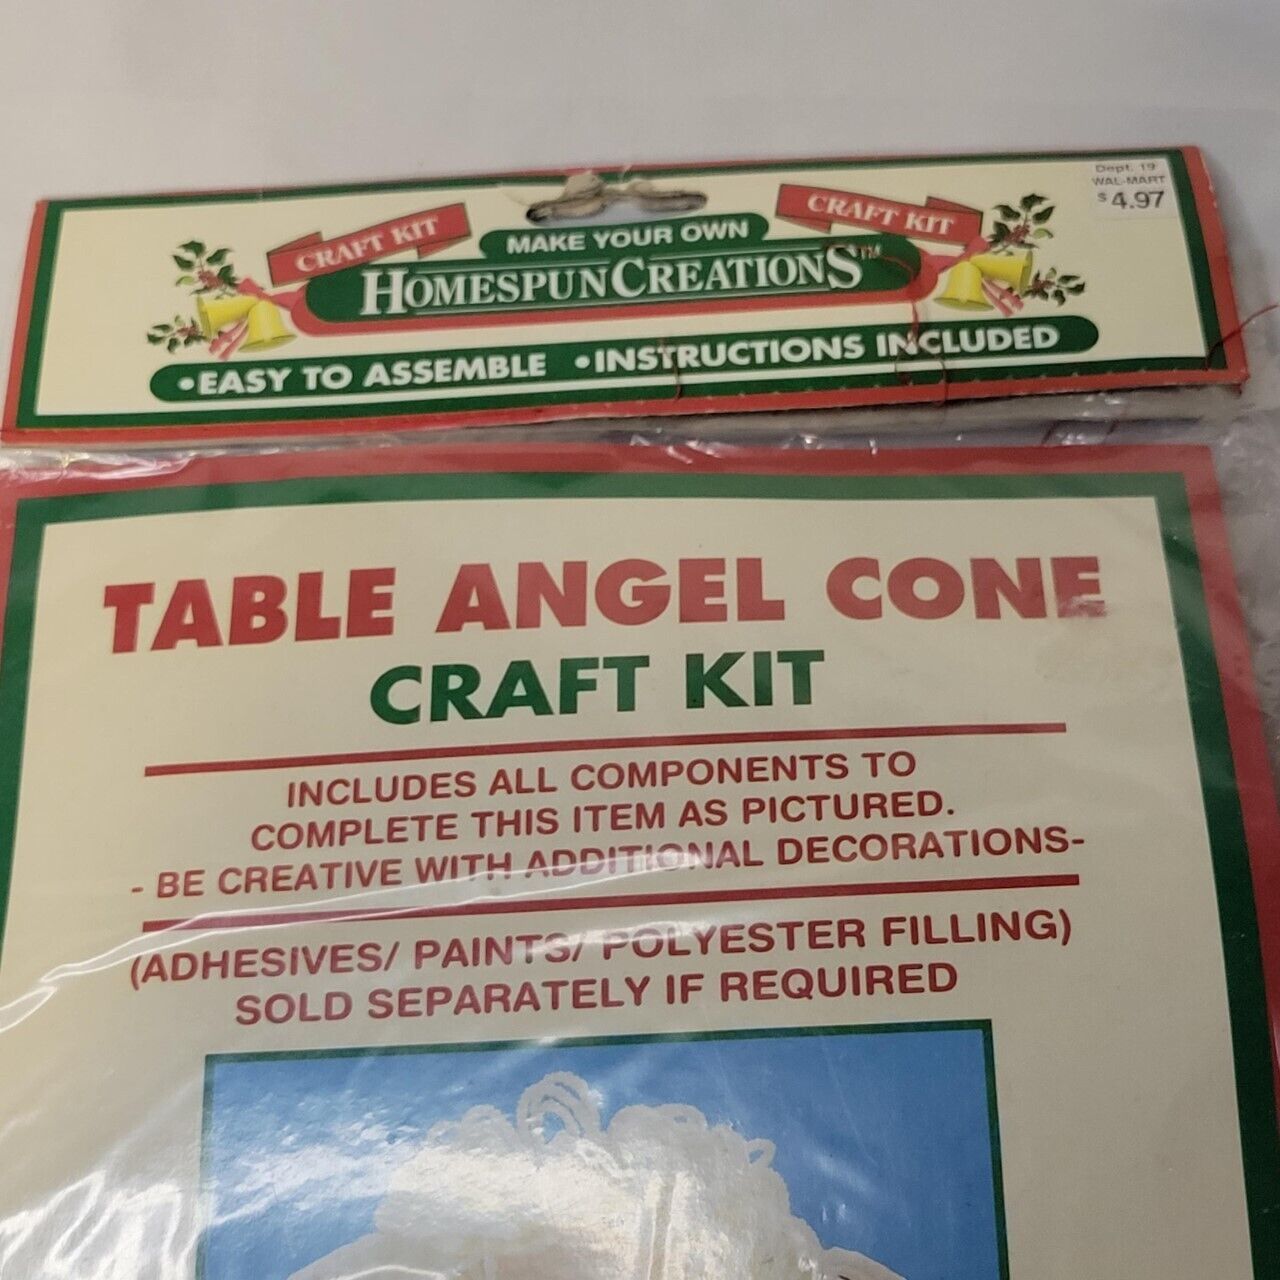 Dept. 19
WAL-MART
$4.97
CRAFT KIT
CRAFT KIT
MAKE YOUR OWN
HOMESPUNCREATIONS™
•EASY TO ASSEMBLE •INSTRUCTIONS INCLUDED
TABLE ANGEL CONE
CRAFT KIT
INCLUDES ALL COMPONENTS TO
COMPLETE THIS ITEM AS PICTURED.
- BE CREATIVE WITH ADDITIONAL DECORATIONS-
(ADHESIVES/ PAINTS/ POLYESTER FILLING)
SOLD SEPARATELY IF REQUIRED